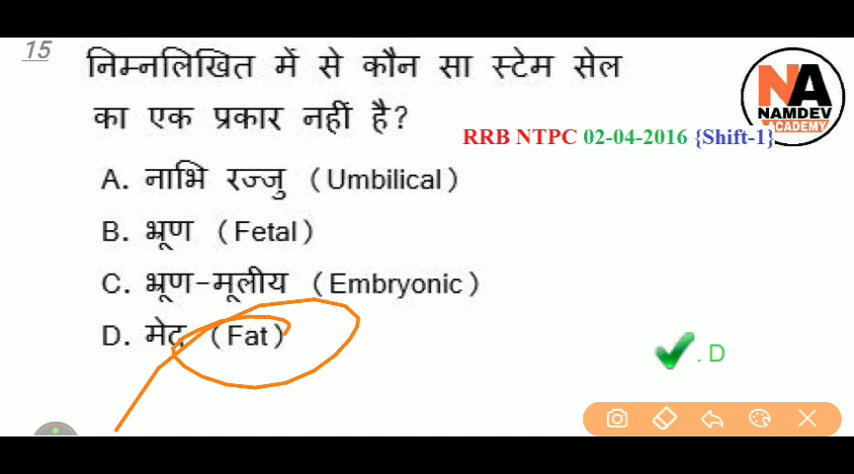 15
निम्नलिखित में से कौन सा स्टेम सेल
का एक प्रकार नहीं है?
NA
NAMDEV
ACADEMY
RRB NTPC 02-04-2016 {Shift-1}
A. नाभि रज्जु (Umbilical)
B. भ्रूण (Fetal)
C. भ्रूण-मूलीय (Embryonic)
D. मेद (Fat)
. D